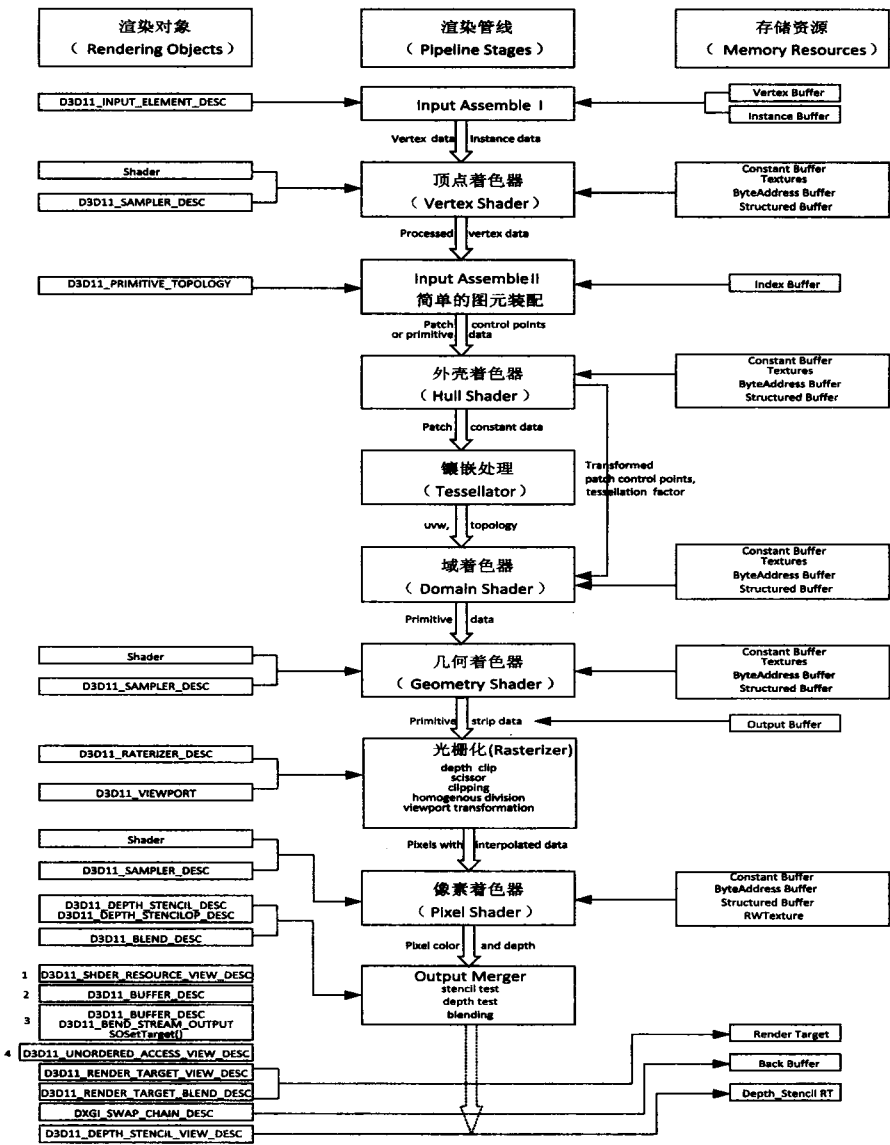 渲染对象
（ Rendering Objects）
渲染管线
（ Pipeline Stages）
存储资源
（ Memory Resources）
D3D11_INPUT_ELEMENT_DESC
Input Assemble I
Vertex Buffer
Instance Buffer
Vertex data Instance data
Shader
D3D11_SAMPLER_DESC
顶点着色器
（ Vertex Shader）
Constant Buffer
Textures
ByteAddress Buffer
Structured Buffer
Processed vertex data
D3D11_PRIMITIVE_TOPOLOGY
Input AssembleII
简单的图元装配
Index Buffer
Patch control points
or primitive data
外壳着色器
（ Hull Shader ）
Constant Buffer
Textures
ByteAddress Buffer
Structured Buffer
Patch constant data
镶嵌处理
（ Tessellator）
Transformed
patch control points,
tessellation factor
uvw, topology
域着色器
（ Domain Shader ）
Constant Buffer
Textures
ByteAddress Buffer
Structured Buffer
Primitive data
Shader
D3D11_SAMPLER_DESC
几何着色器
（ Geometry Shader ）
Constant Buffer
Textures
ByteAddress Buffer
Structured Buffer
Primitive strip data
Output Buffer
D3D11_RATERIZER_DESC
D3D11_VIEWPORT
光栅化(Rasterizer)
depth clip
scissor
clipping
homogenous division
viewport transformation
Pixels with interpolated data
Shader
D3D11_SAMPLER_DESC
像素着色器
（ Pixel Shader ）
Constant Buffer
ByteAddress Buffer
Structured Buffer
RWTexture
D3D11_DEPTH_STENCIL_DESC
D3D11_DEPTH_STENCILOP_DESC
D3D11_BLEND_DESC
Pixel color and depth
Output Merger
stencil test
depth test
blending
1 D3D11_SHDER_RESOURCE_VIEW_DESC
2 D3D11_BUFFER_DESC
3 D3D11_BUFFER_DESC
D3D11_BEND_STREAM_OUTPUT
SOSetTarget()
4 D3D11_UNORDERED_ACCESS_VIEW_DESC
D3D11_RENDER_TARGET_VIEW_DESC
D3D11_RENDER_TARGET_BLEND_DESC
DXGI_SWAP_CHAIN_DESC
D3D11_DEPTH_STENCIL_VIEW_DESC
Render Target
Back Buffer
Depth_Stencil RT